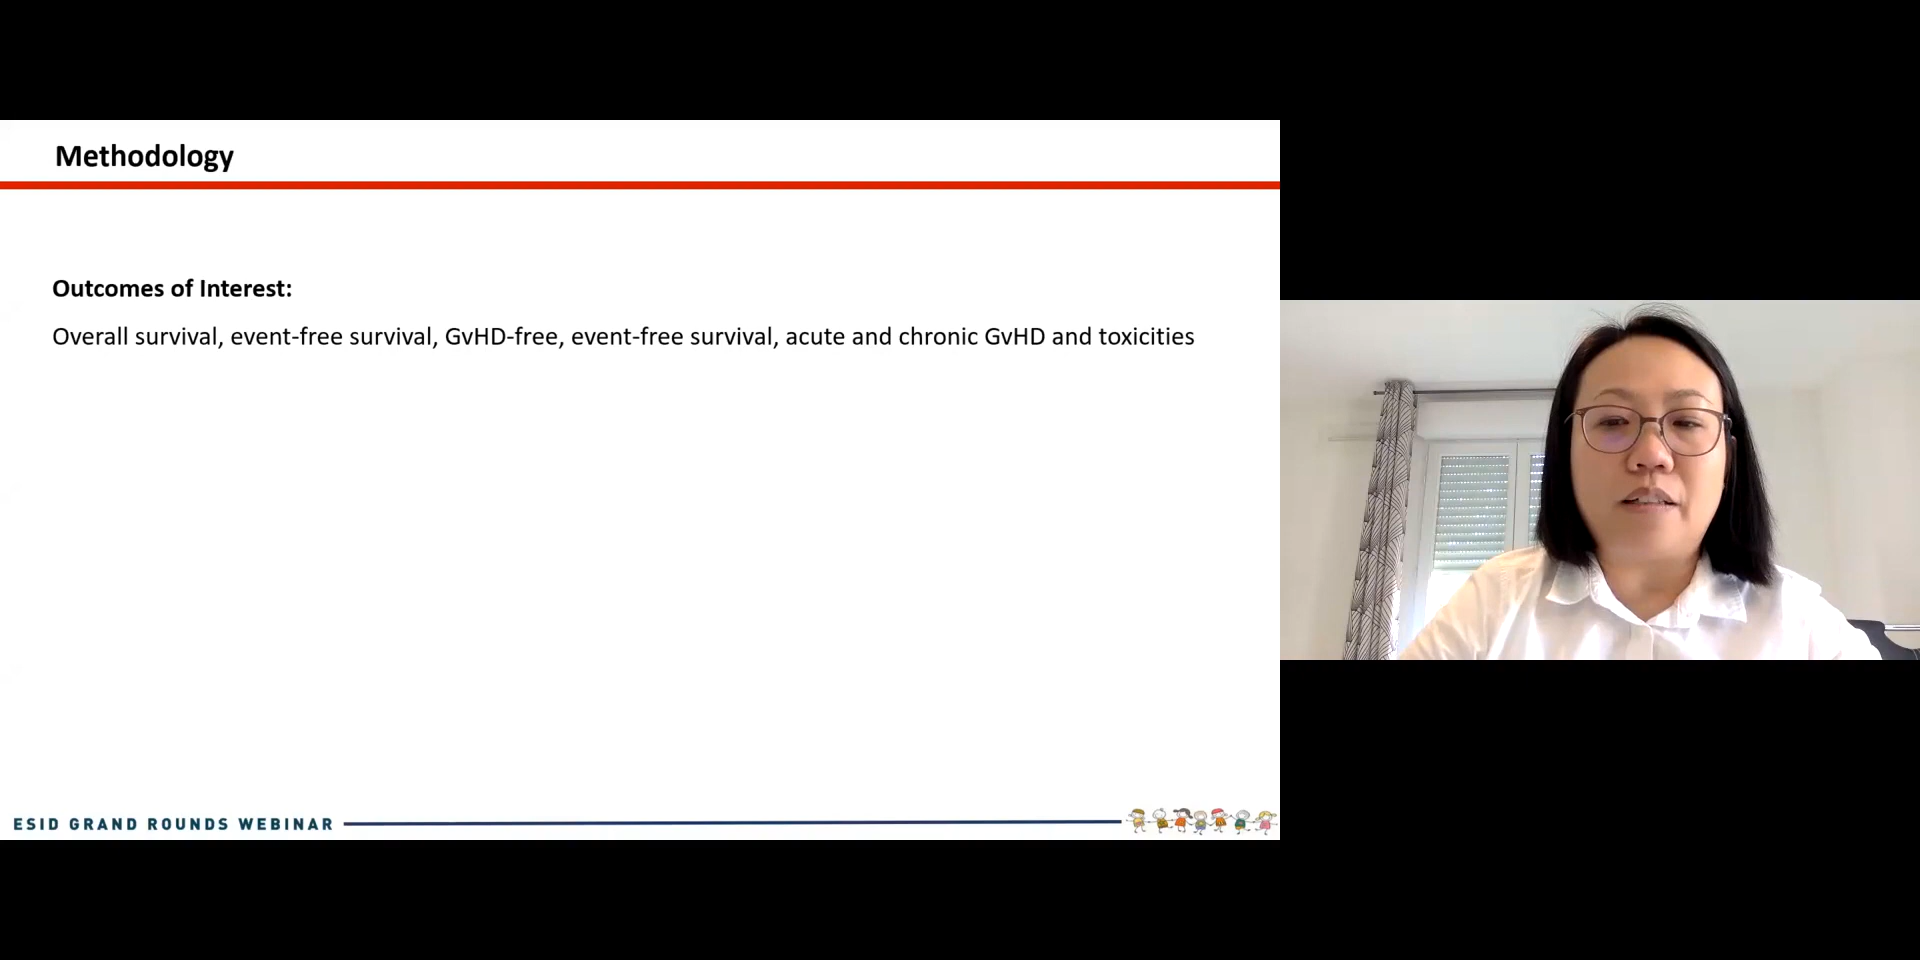 Methodology
Outcomes of Interest:
Overall survival, event-free survival, GvHD-free, event-free survival, acute and chronic GvHD and toxicities
ESID GRAND ROUNDS WEBINAR